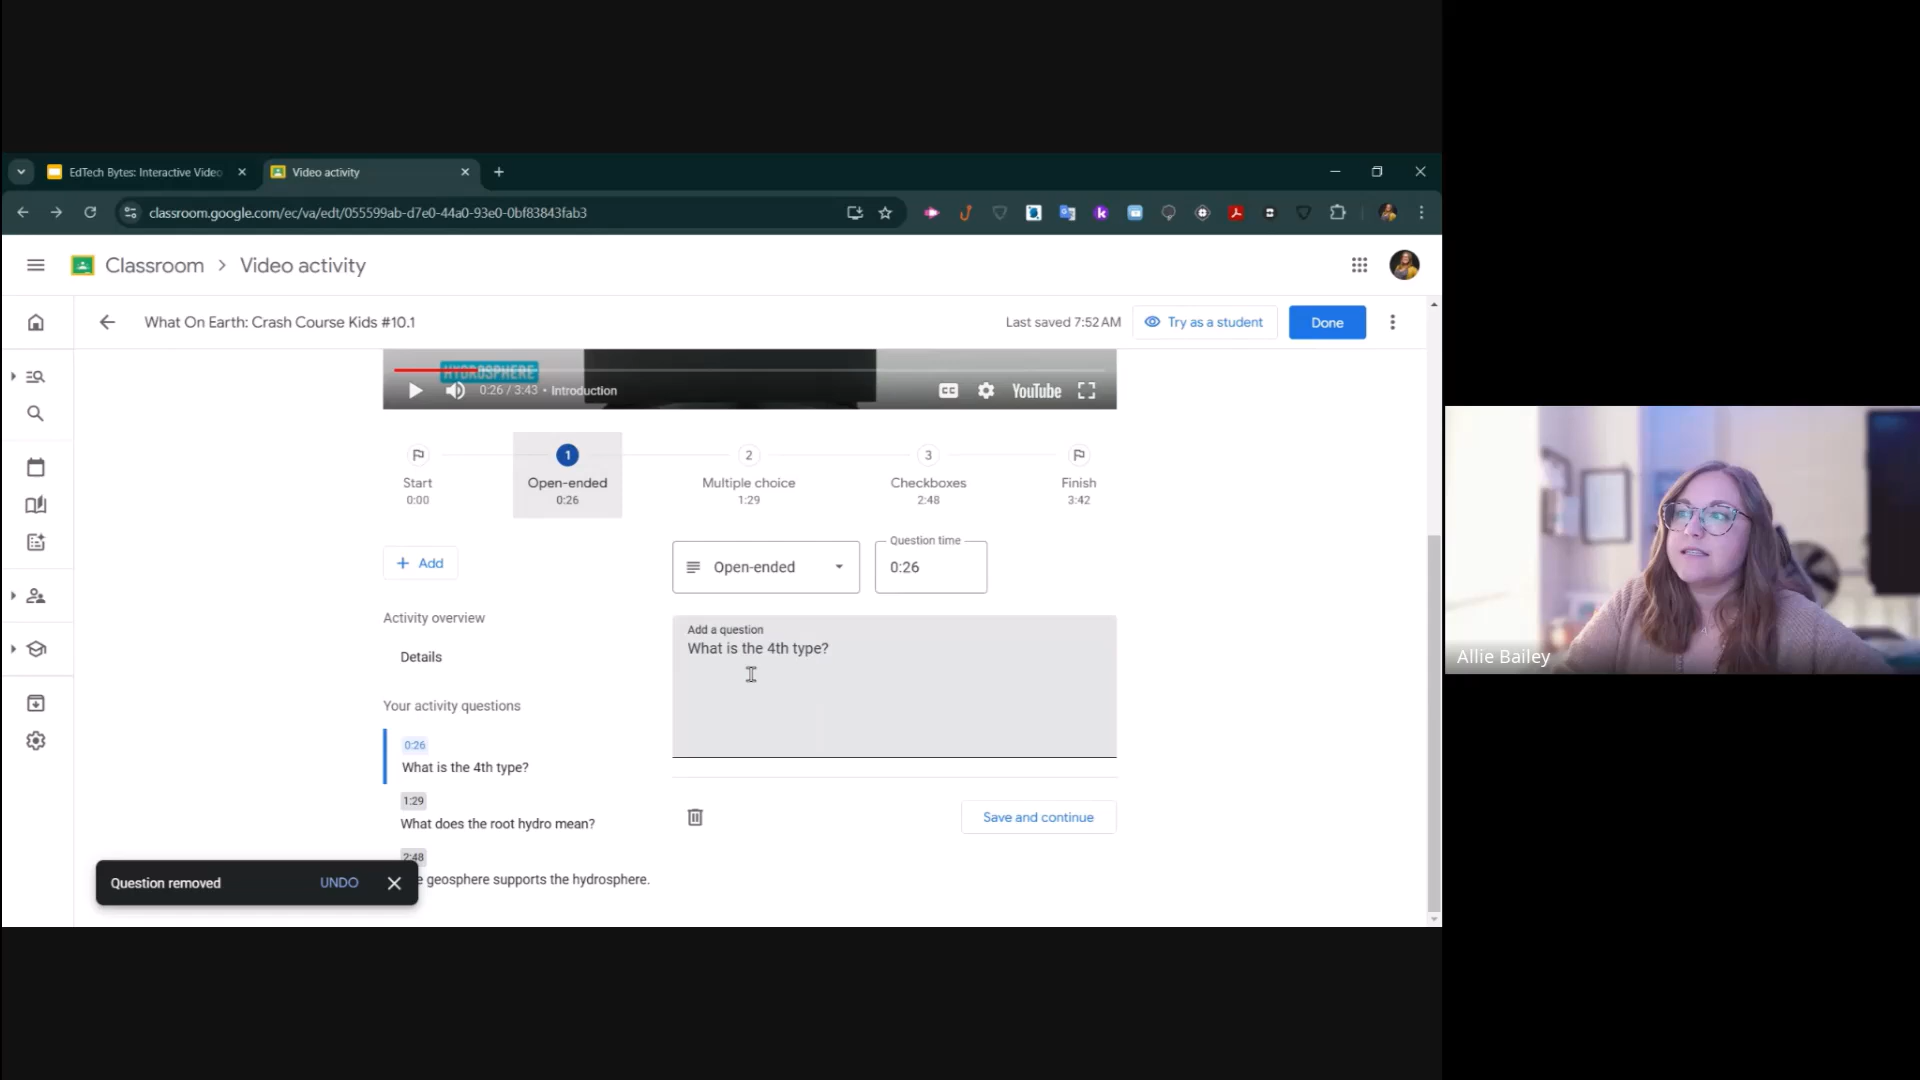 EdTech Bytes: Interactive Video
Video activity
classroom.google.com/ec/va/edt/055599ab-d7e0-44a0-93e0-0bf83843fab3
Classroom > Video activity
What On Earth: Crash Course Kids #10.1
Last saved 7:52 AM
Try as a student
Done
HYDROSPHERE
0:26 / 3:43 • Introduction
CC
YouTube
1
2
3
Start
Open-ended
Multiple choice
Checkboxes
Finish
0:00
0:26
1:29
2:48
3:42
+ Add
Open-ended
Question time
0:26
Activity overview
Details
Add a question
What is the 4th type?
Your activity questions
0:26
What is the 4th type?
1:29
What does the root hydro mean?
2:48
geosphere supports the hydrosphere.
Save and continue
Question removed
UNDO
Allie Bailey